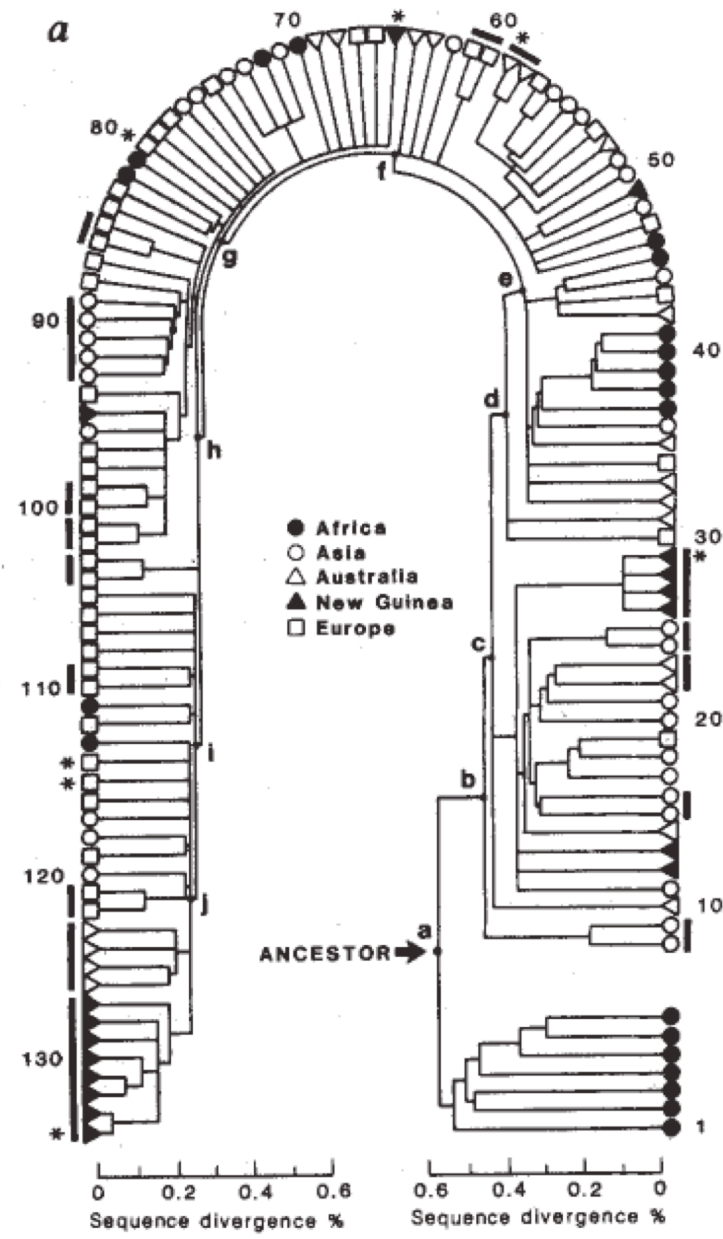 a
70
*
60
*
80
*
50
f
g
e
90
40
d
h
100
30
Africa
Asia
Australia
New Guinea
Europe
*
c
110
20
i
*
*
b
120
10
j
a
ANCESTOR
130
*
1
0 0.2 0.4 0.6
0.6 0.4 0.2 0
Sequence divergence %
Sequence divergence %